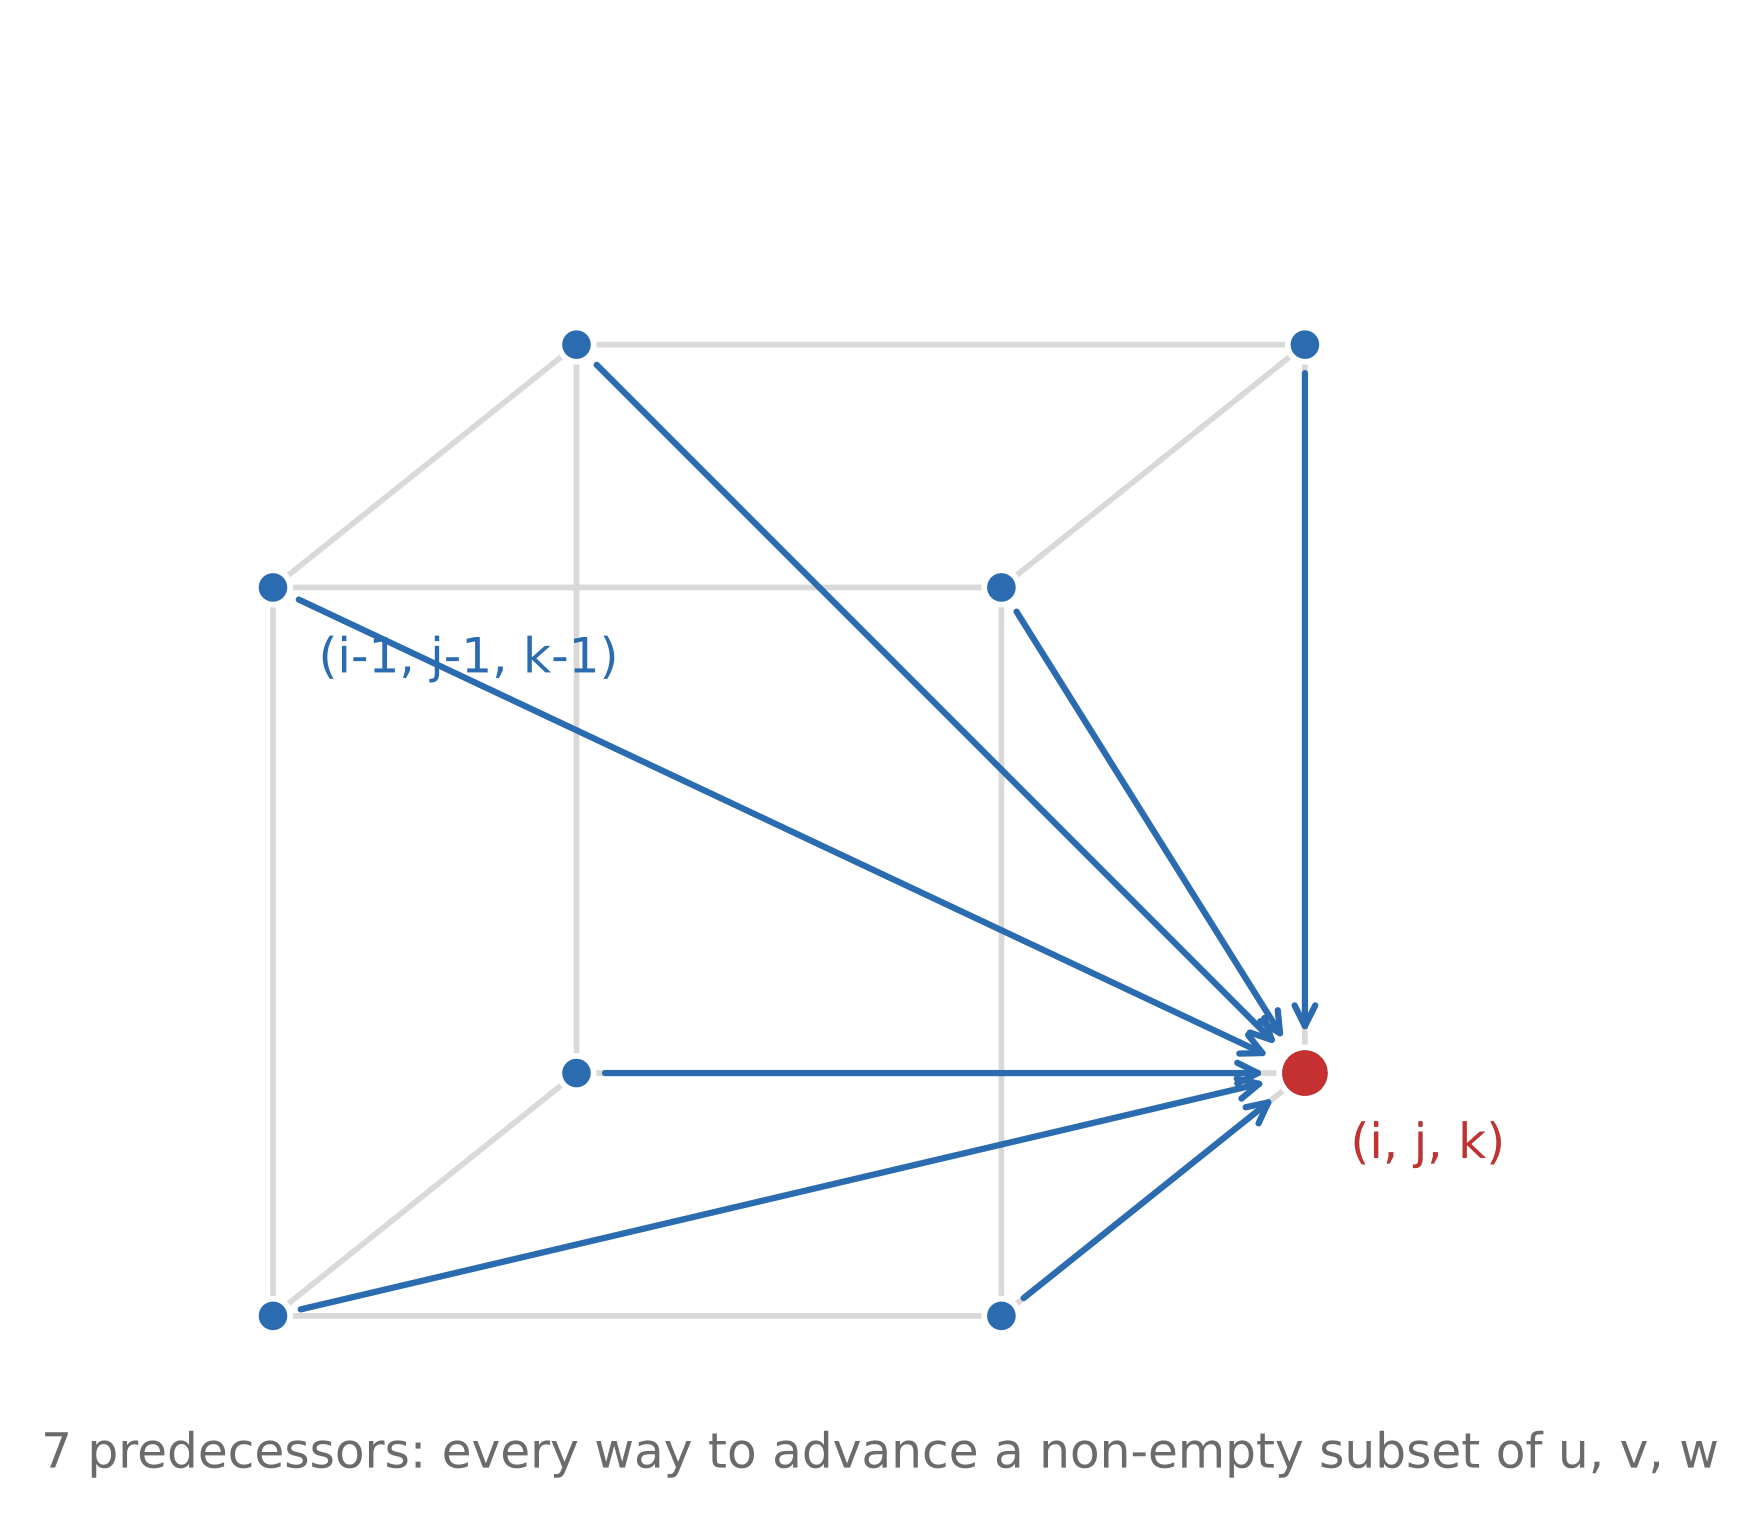 (i-1, j-1, k-1)
(i, j, k)
7 predecessors: every way to advance a non-empty subset of u, v, w